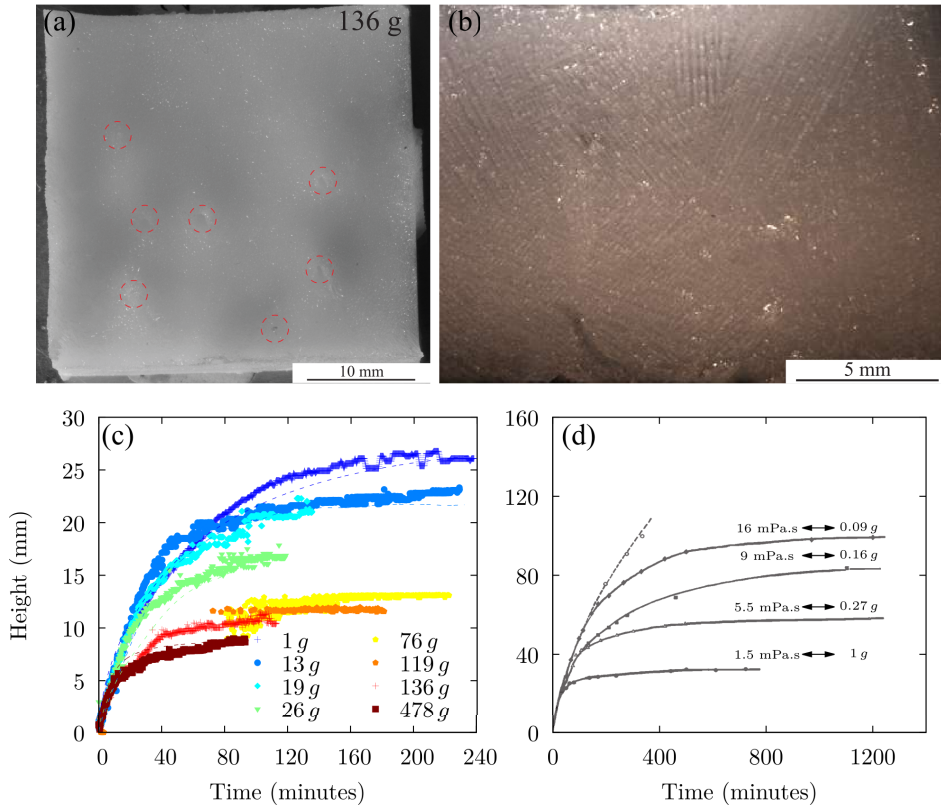 (a)
136 g
10 mm
(b)
5 mm
(c)
Height (mm)
30
25
20
15
10
5
0
1 g
13 g
19 g
26 g
76 g
119 g
136 g
478 g
0 40 80 120 160 200 240
Time (minutes)
(d)
160
120
80
40
0
16 mPa.s 0.09 g
9 mPa.s 0.16 g
5.5 mPa.s 0.27 g
1.5 mPa.s 1 g
0 400 800 1200
Time (minutes)